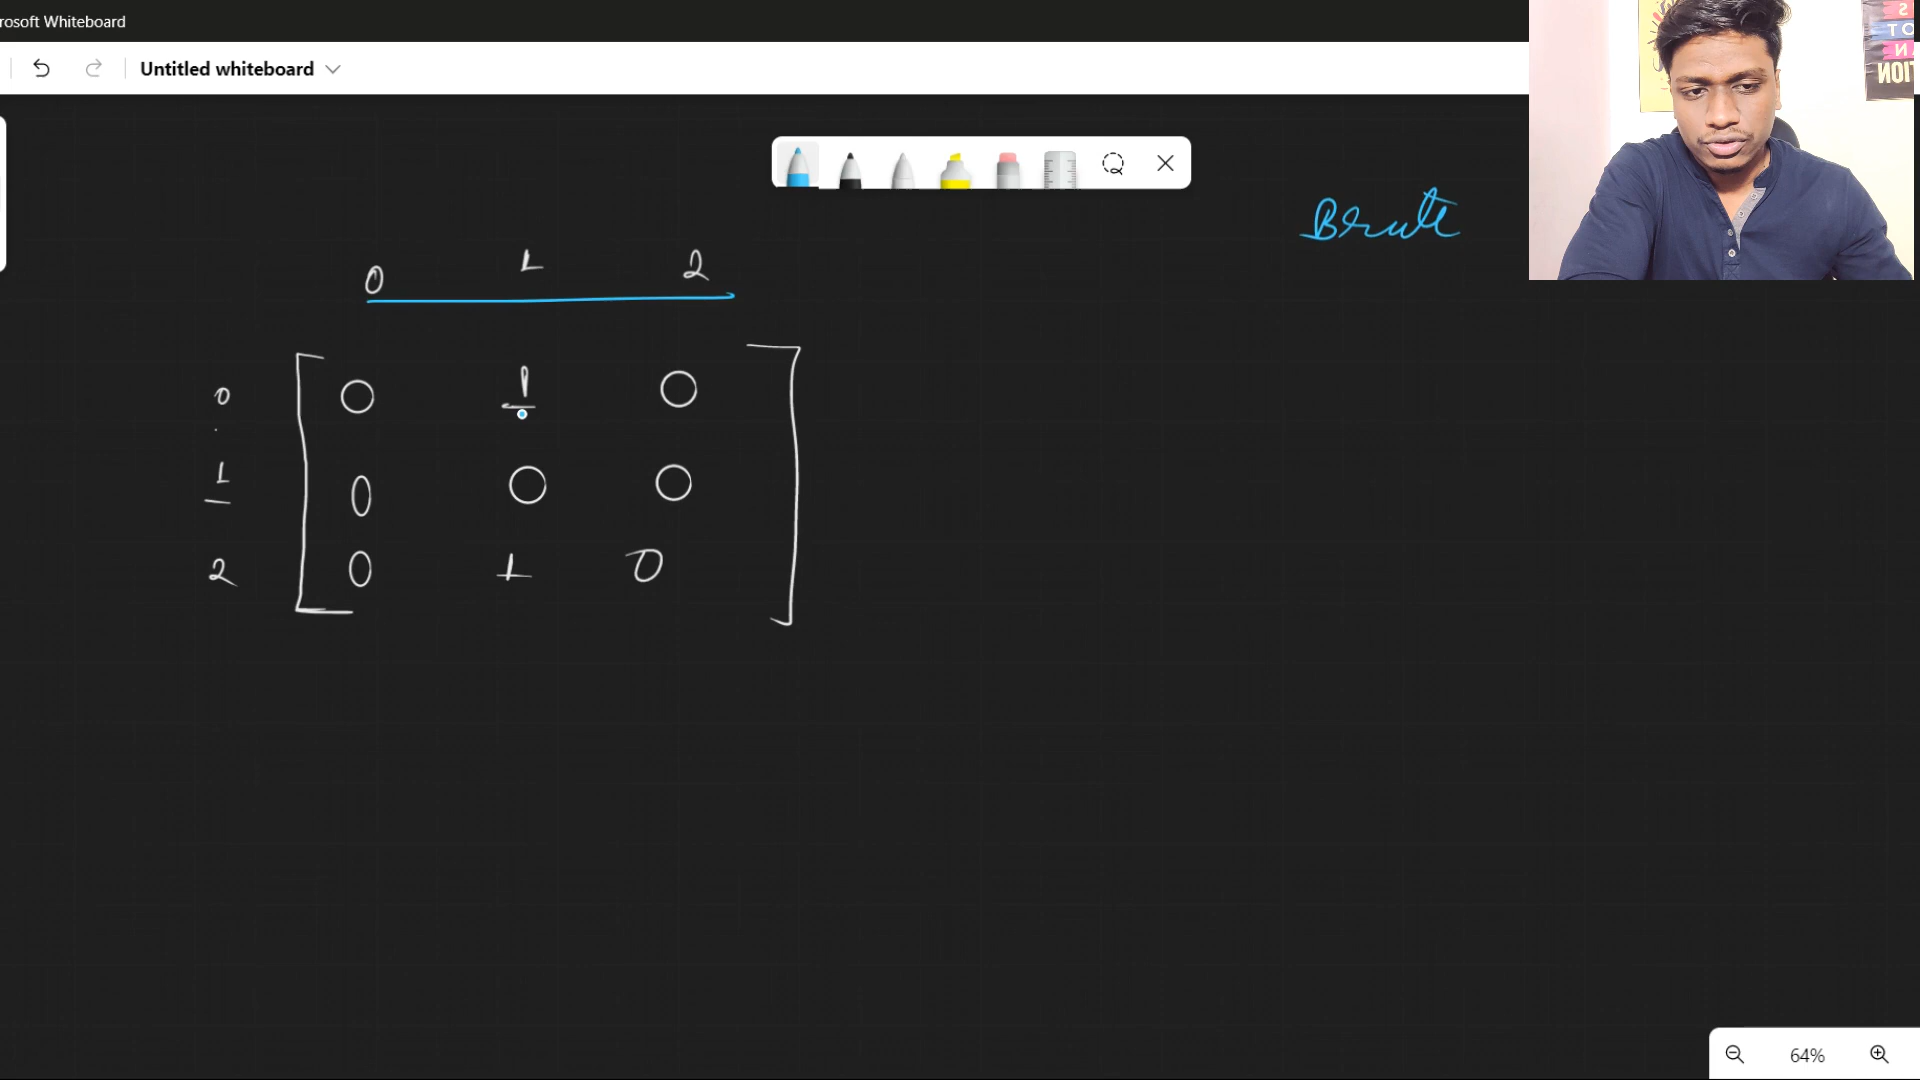 rosoft Whiteboard
Untitled whiteboard
Brute
0 1 2
0 0 1 0
1 0 0 0
2 0 1 0
64%